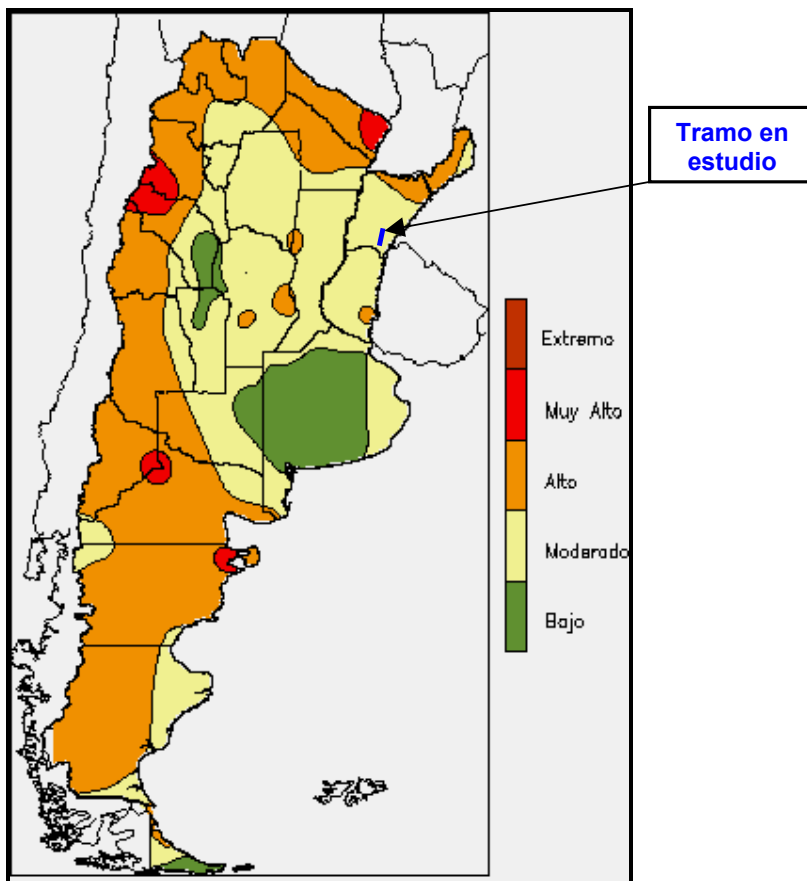 Tramo en
estudio
Extremo
Muy Alto
Alto
Moderado
Bajo